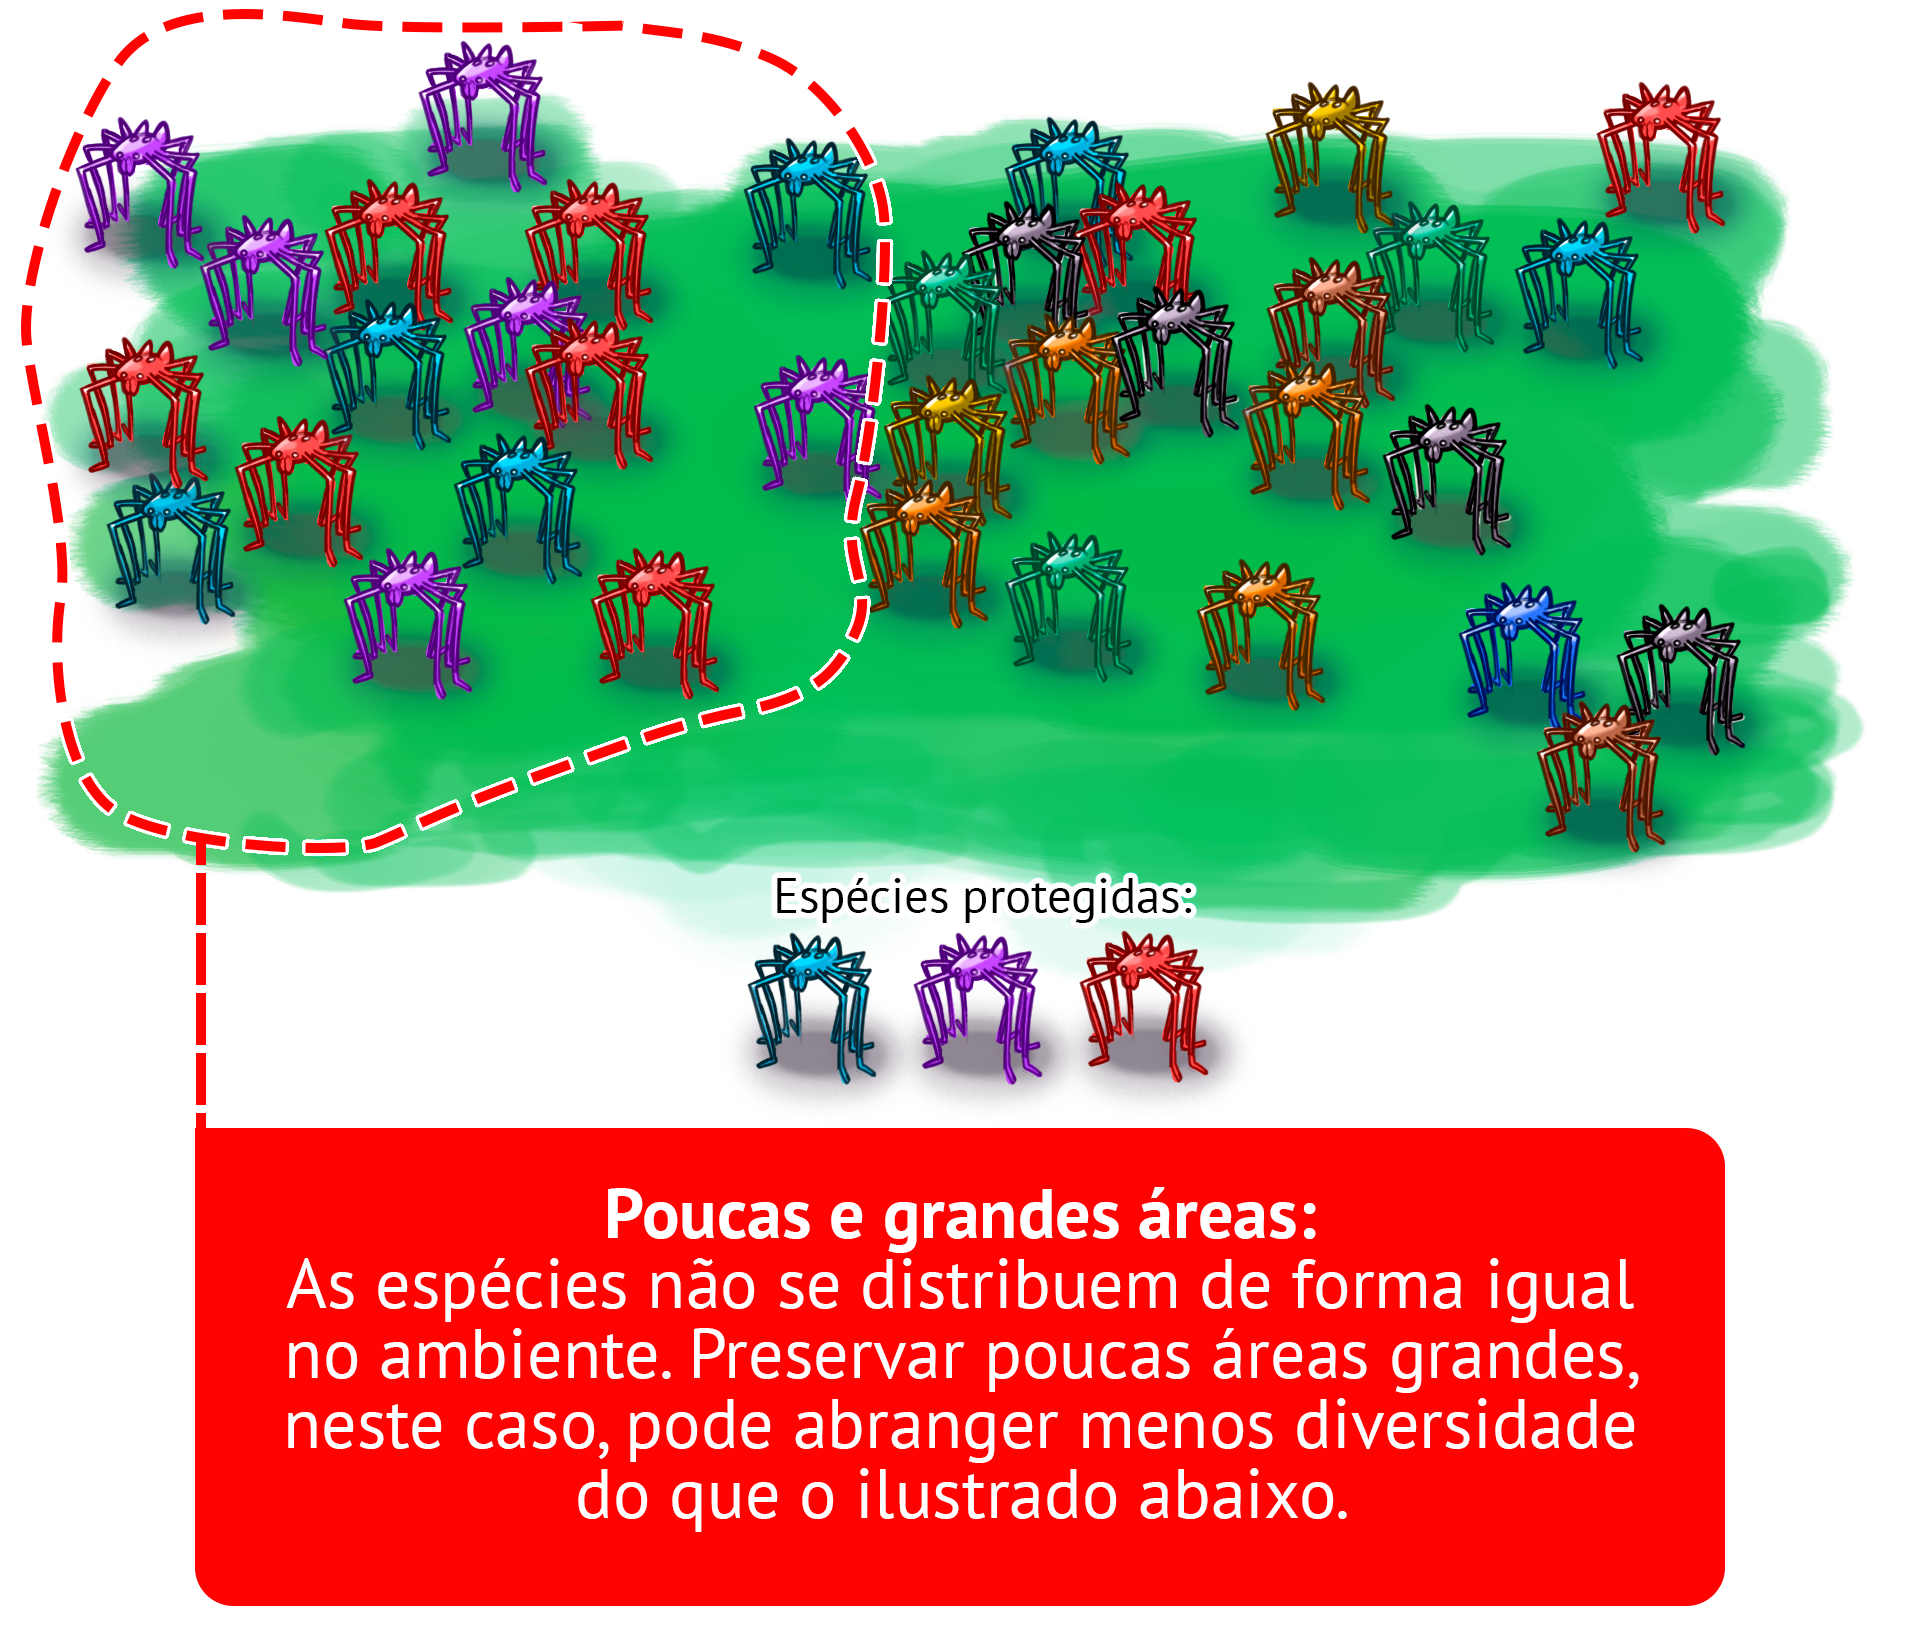 Espécies protegidas:
Poucas e grandes áreas:
As espécies não se distribuem de forma igual
no ambiente. Preservar poucas áreas grandes,
neste caso, pode abranger menos diversidade
do que o ilustrado abaixo.